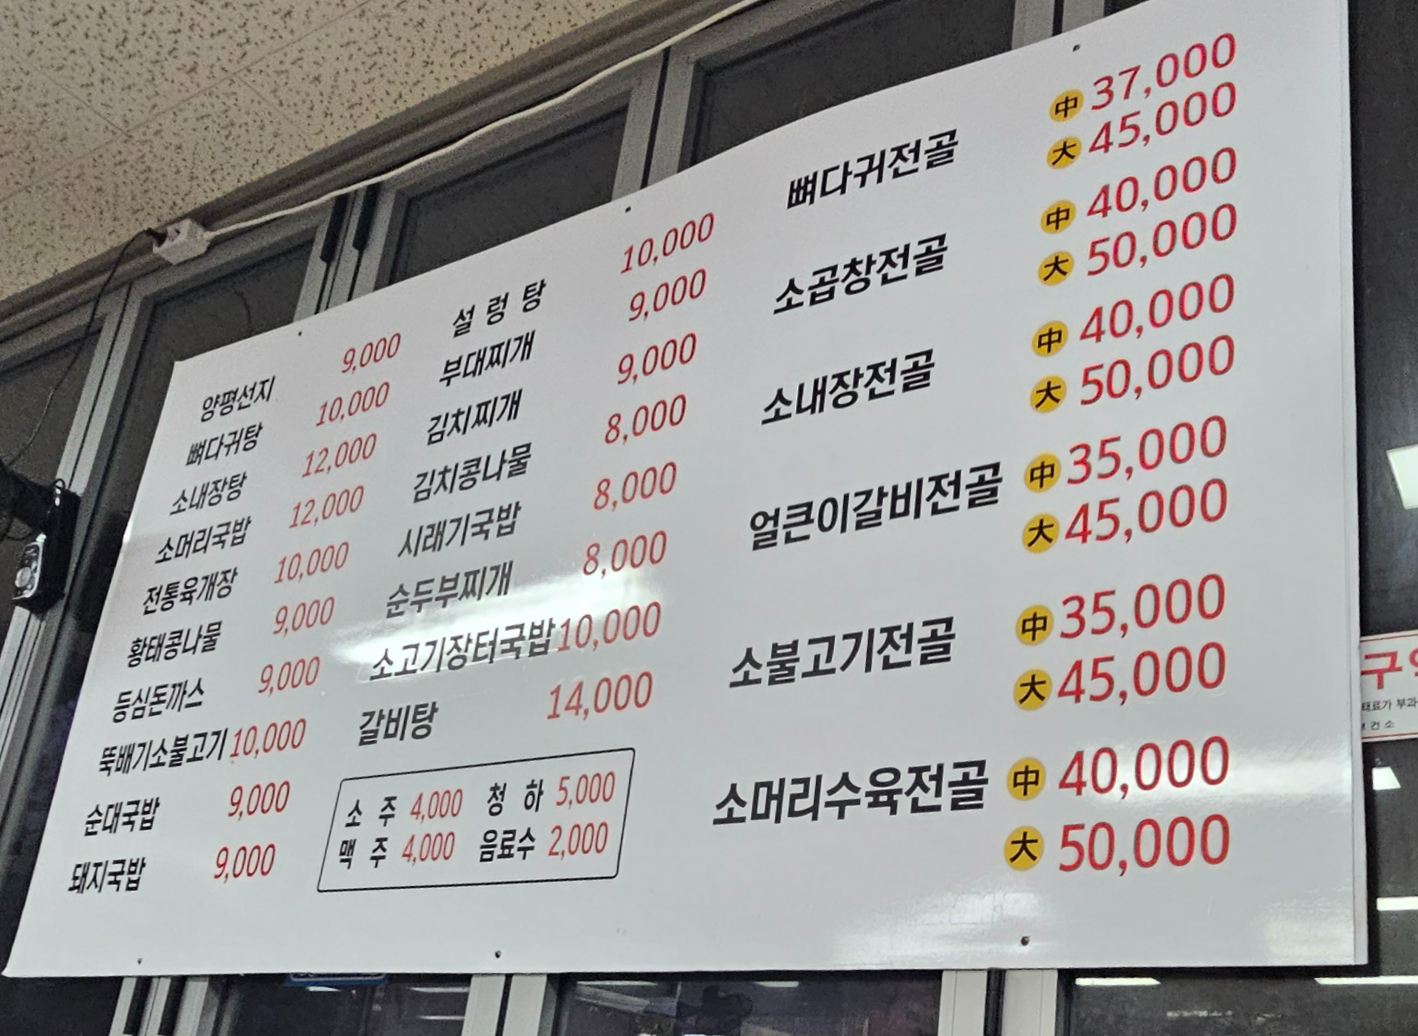 양평선지 9,000
뼈다귀탕 10,000
소내장탕 12,000
소머리국밥 12,000
전통육개장 10,000
황태콩나물 9,000
등심돈까스 9,000
뚝배기소불고기 10,000
순대국밥 9,000
돼지국밥 9,000
설렁탕 10,000
부대찌개 9,000
김치찌개 9,000
김치콩나물 8,000
시래기국밥 8,000
순두부찌개 8,000
소고기장터국밥 10,000
갈비탕 14,000
소주 4,000 청하 5,000
맥주 4,000 음료수 2,000
뼈다귀전골 中 37,000
大 45,000
소곱창전골 中 40,000
大 50,000
소내장전골 中 40,000
大 50,000
얼큰이갈비전골 中 35,000
大 45,000
소불고기전골 中 35,000
大 45,000
소머리수육전골 中 40,000
大 50,000
구
태료가 부과
건소